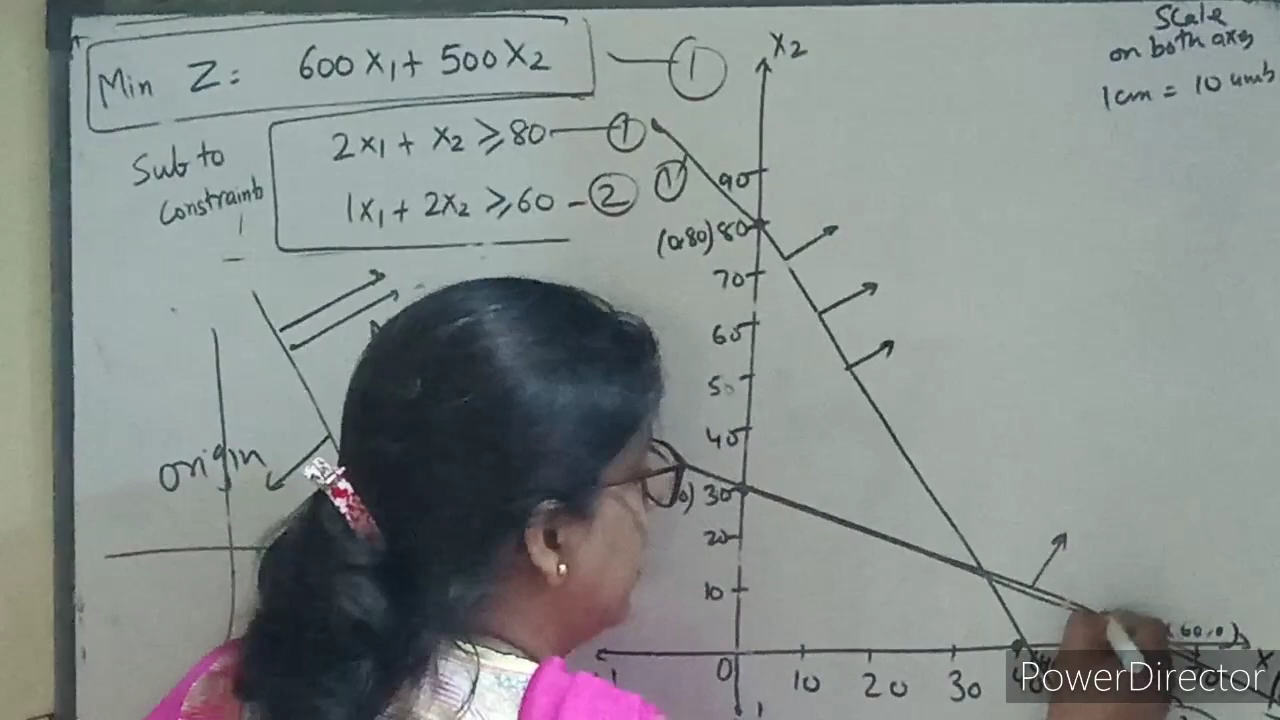 Min Z = 600 x₁ + 500 x₂ — ①
Sub to
Constraints
2x₁ + x₂ ≥ 80 — ①
1x₁ + 2x₂ ≥ 60 - ②
origin
Scale
on both axes
1cm = 10 units
x₂
①
90
(0,80) 80
70
60
50
40
30
20
10
0 10 20 30 40
(60,0)
X
PowerDirector